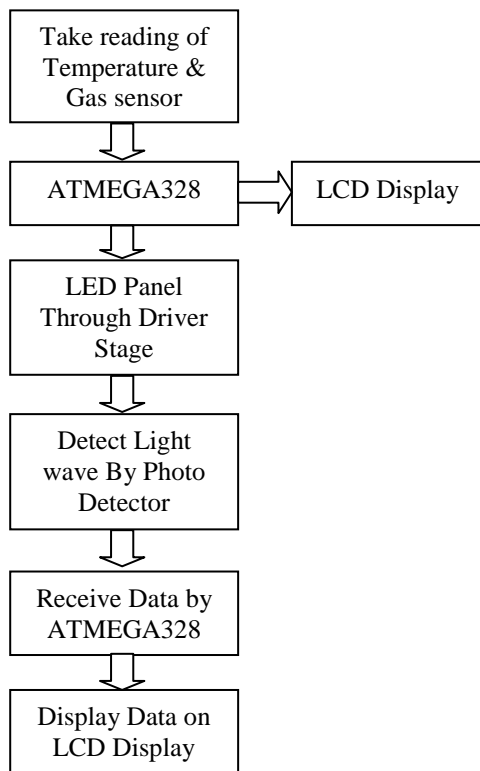 Take reading of
Temperature &
Gas sensor
ATMEGA328
LCD Display
LED Panel
Through Driver
Stage
Detect Light
wave By Photo
Detector
Receive Data by
ATMEGA328
Display Data on
LCD Display